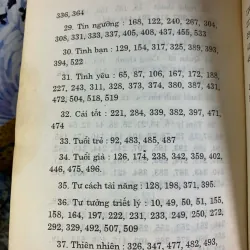 336, 364
29. Tín ngưỡng : 168, 122, 240, 267, 364,
308, 331, 333, 337, 405, 408, 437, 455, 533
30. Tình bạn : 129, 154, 317, 325, 389, 393,
394, 522
31. Tình yêu : 65, 87, 106, 167, 172, 188,
227, 243, 311, 328, 373, 374, 380, 387, 431,
472, 504, 518, 519
32. Cái tốt : 221, 284, 339, 382, 397, 471,
474
33. Tuổi trẻ : 92, 483, 485, 487
34. Tuổi già : 126, 174, 238, 342, 359, 402,
446, 475, 496.
35. Tư cách tài năng : 128, 198, 371, 395.
36. Tư tưởng triết lý : 10, 49, 50, 51, 155,
158, 164, 197, 222, 231, 233, 249, 250, 272,
292, 329, 492, 507, 509
37. Thiên nhiên : 326, 347, 477, 482, 493,